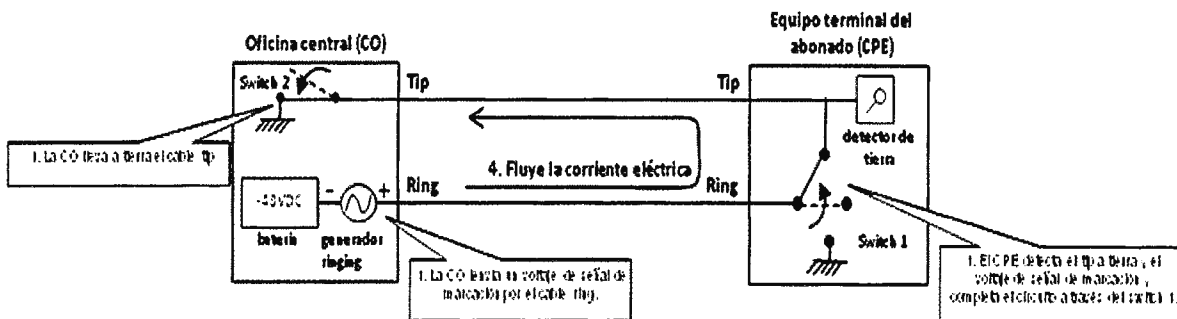 Oficina central (CO)
Equipo terminal del
abonado (CPE)
Switch 2
Tip
Tip
detector de
tierra
1. La CO lleva a tierra el cable tip
4. Fluye la corriente eléctrica
Ring
Ring
-48VDC
- +
batería
generador
ringing
Switch 1
1. La CO envía un voltaje de señal de
marcación por el cable ring.
1. El CPE detecta el tip a tierra y el
voltaje de señal de marcación y
completa el circuito a través del switch 1.